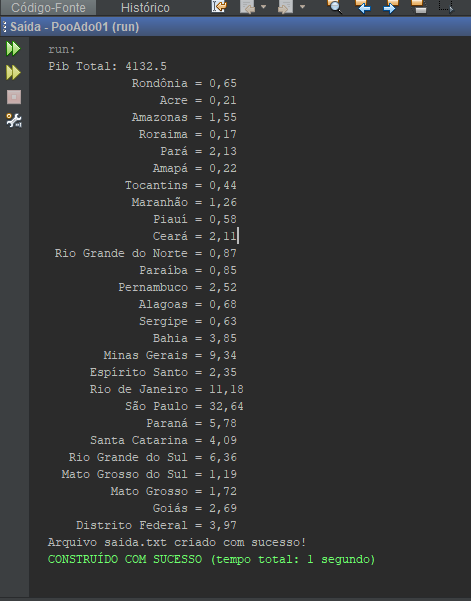 Código-Fonte Histórico
Saida - PooAdo01 (run)
run:
Pib Total: 4132.5
Rondônia = 0,65
Acre = 0,21
Amazonas = 1,55
Roraima = 0,17
Pará = 2,13
Amapá = 0,22
Tocantins = 0,44
Maranhão = 1,26
Piauí = 0,58
Ceará = 2,11
Rio Grande do Norte = 0,87
Paraíba = 0,85
Pernambuco = 2,52
Alagoas = 0,68
Sergipe = 0,63
Bahia = 3,85
Minas Gerais = 9,34
Espírito Santo = 2,35
Rio de Janeiro = 11,18
São Paulo = 32,64
Paraná = 5,78
Santa Catarina = 4,09
Rio Grande do Sul = 6,36
Mato Grosso do Sul = 1,19
Mato Grosso = 1,72
Goiás = 2,69
Distrito Federal = 3,97
Arquivo saida.txt criado com sucesso!
CONSTRUÍDO COM SUCESSO (tempo total: 1 segundo)